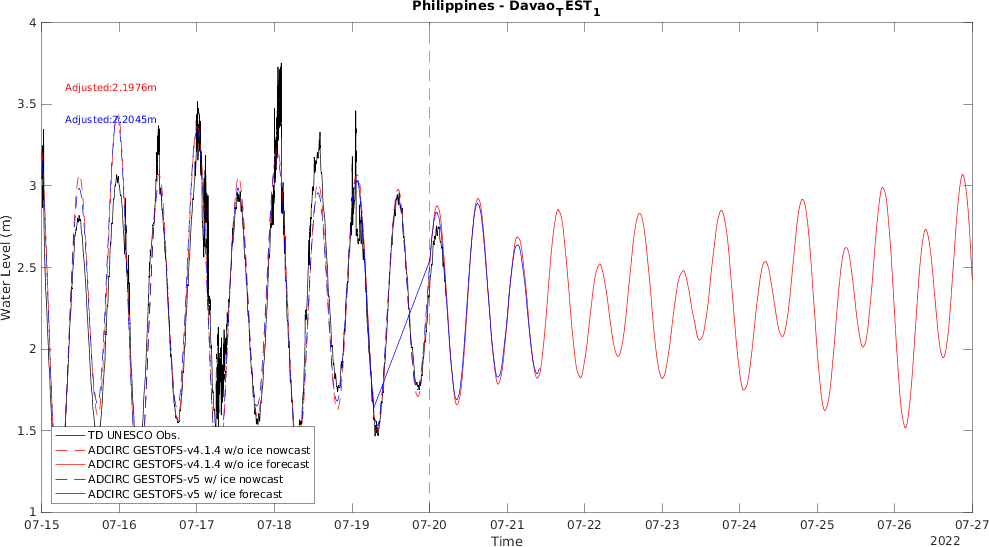 Philippines - Davao_TEST_1
4
3.5
3
2.5
2
1.5
1
Water Level (m)
Adjusted:2.1976m
Adjusted:2.2045m
TD UNESCO Obs.
ADCIRC GESTOFS-v4.1.4 w/o ice nowcast
ADCIRC GESTOFS-v4.1.4 w/o ice forecast
ADCIRC GESTOFS-v5 w/ ice nowcast
ADCIRC GESTOFS-v5 w/ ice forecast
07-15 07-16 07-17 07-18 07-19 07-20 07-21 07-22 07-23 07-24 07-25 07-26 07-27
Time
2022